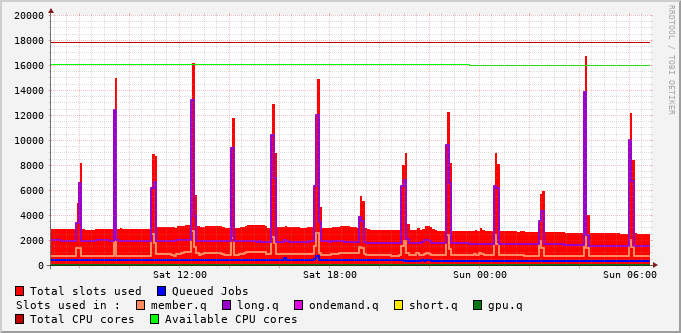 20000
18000
16000
14000
12000
10000
8000
6000
4000
2000
0
Sat 12:00 Sat 18:00 Sun 00:00 Sun 06:00
Total slots used Queued Jobs
Slots used in : member.q long.q ondemand.q short.q gpu.q
Total CPU cores Available CPU cores
RRDTOOL / TOBI OETIKER